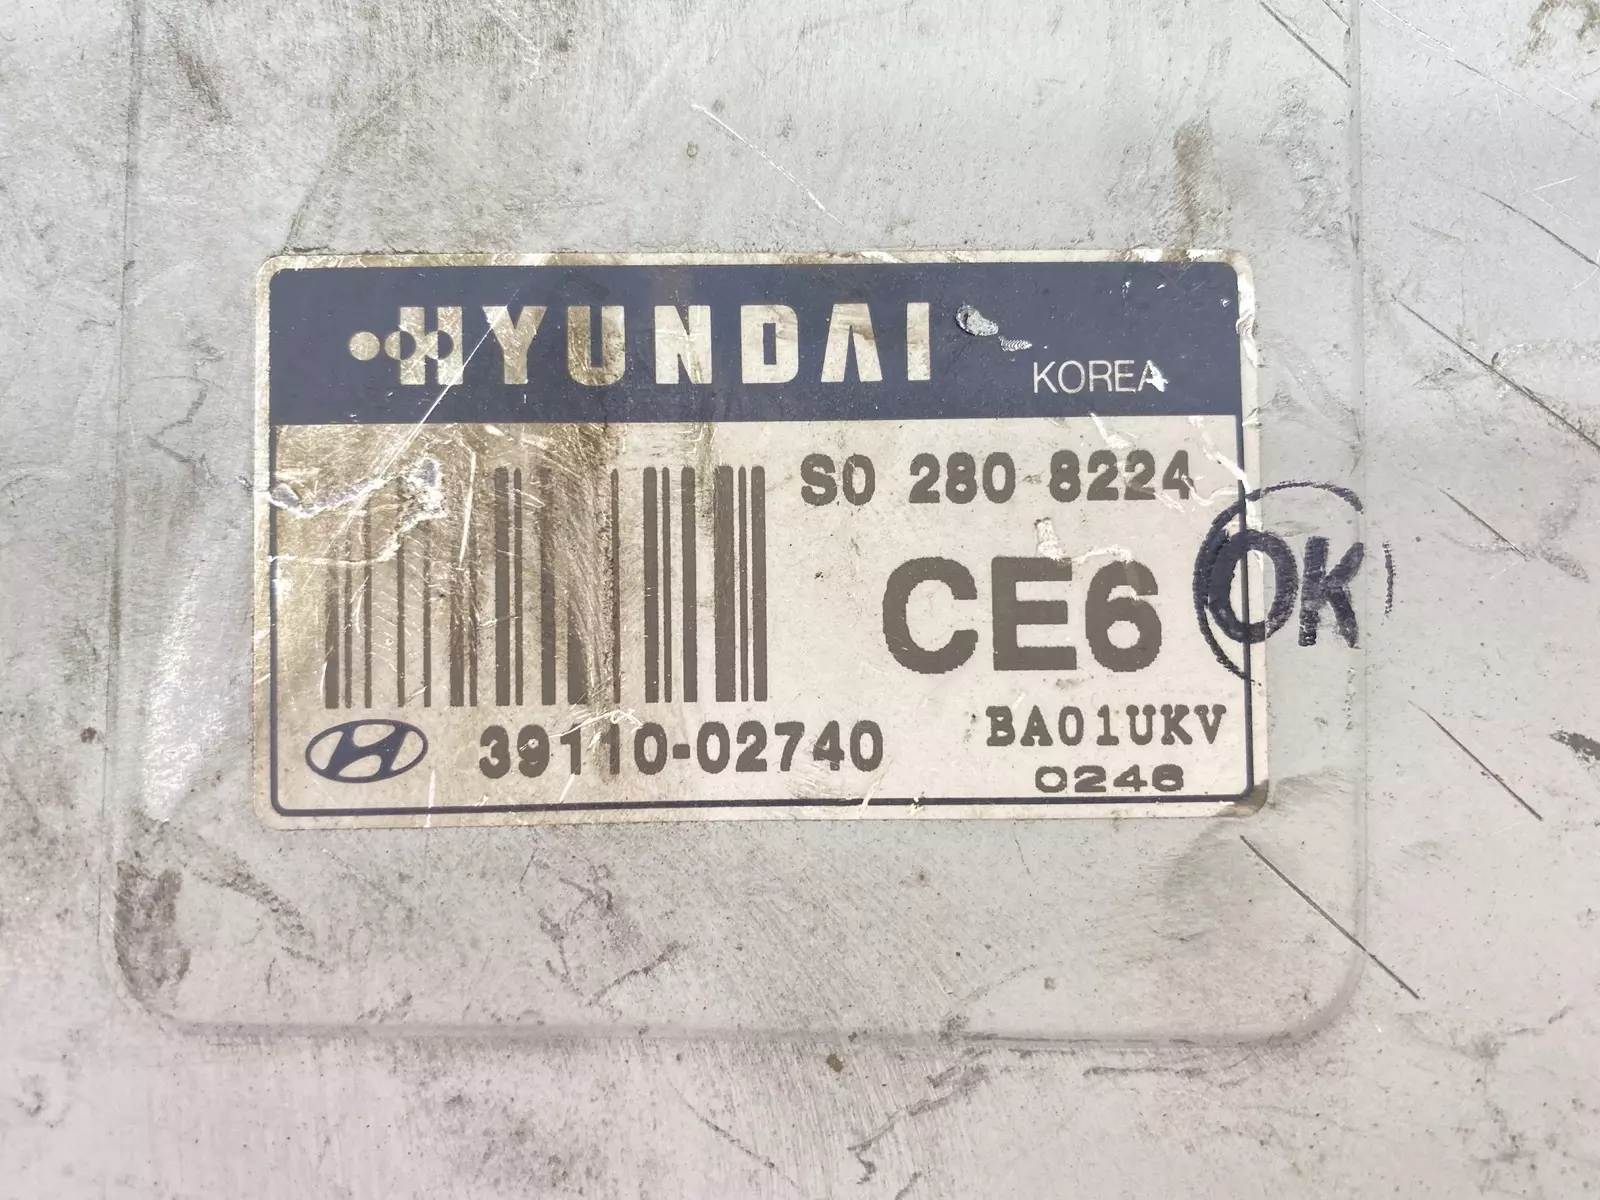 HYUNDAI
KOREA
S0 280 8224
CE6
OK
39110-02740
BA01UKV
0246